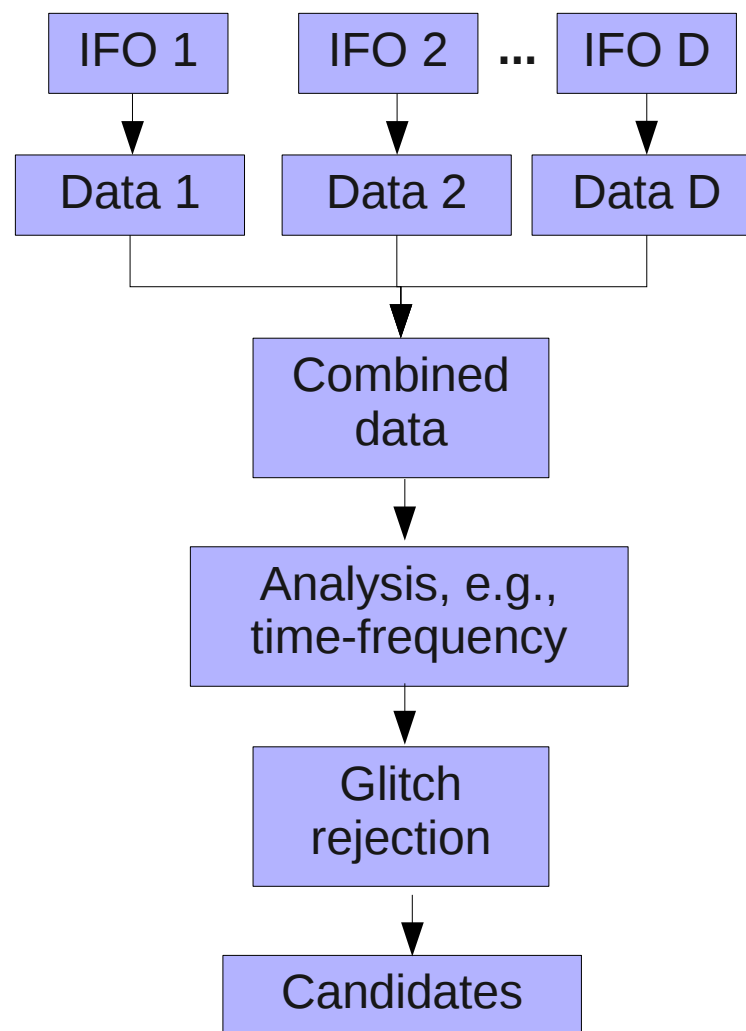 IFO 1
IFO 2
...
IFO D
Data 1
Data 2
Data D
Combined
data
Analysis, e.g.,
time-frequency
Glitch
rejection
Candidates